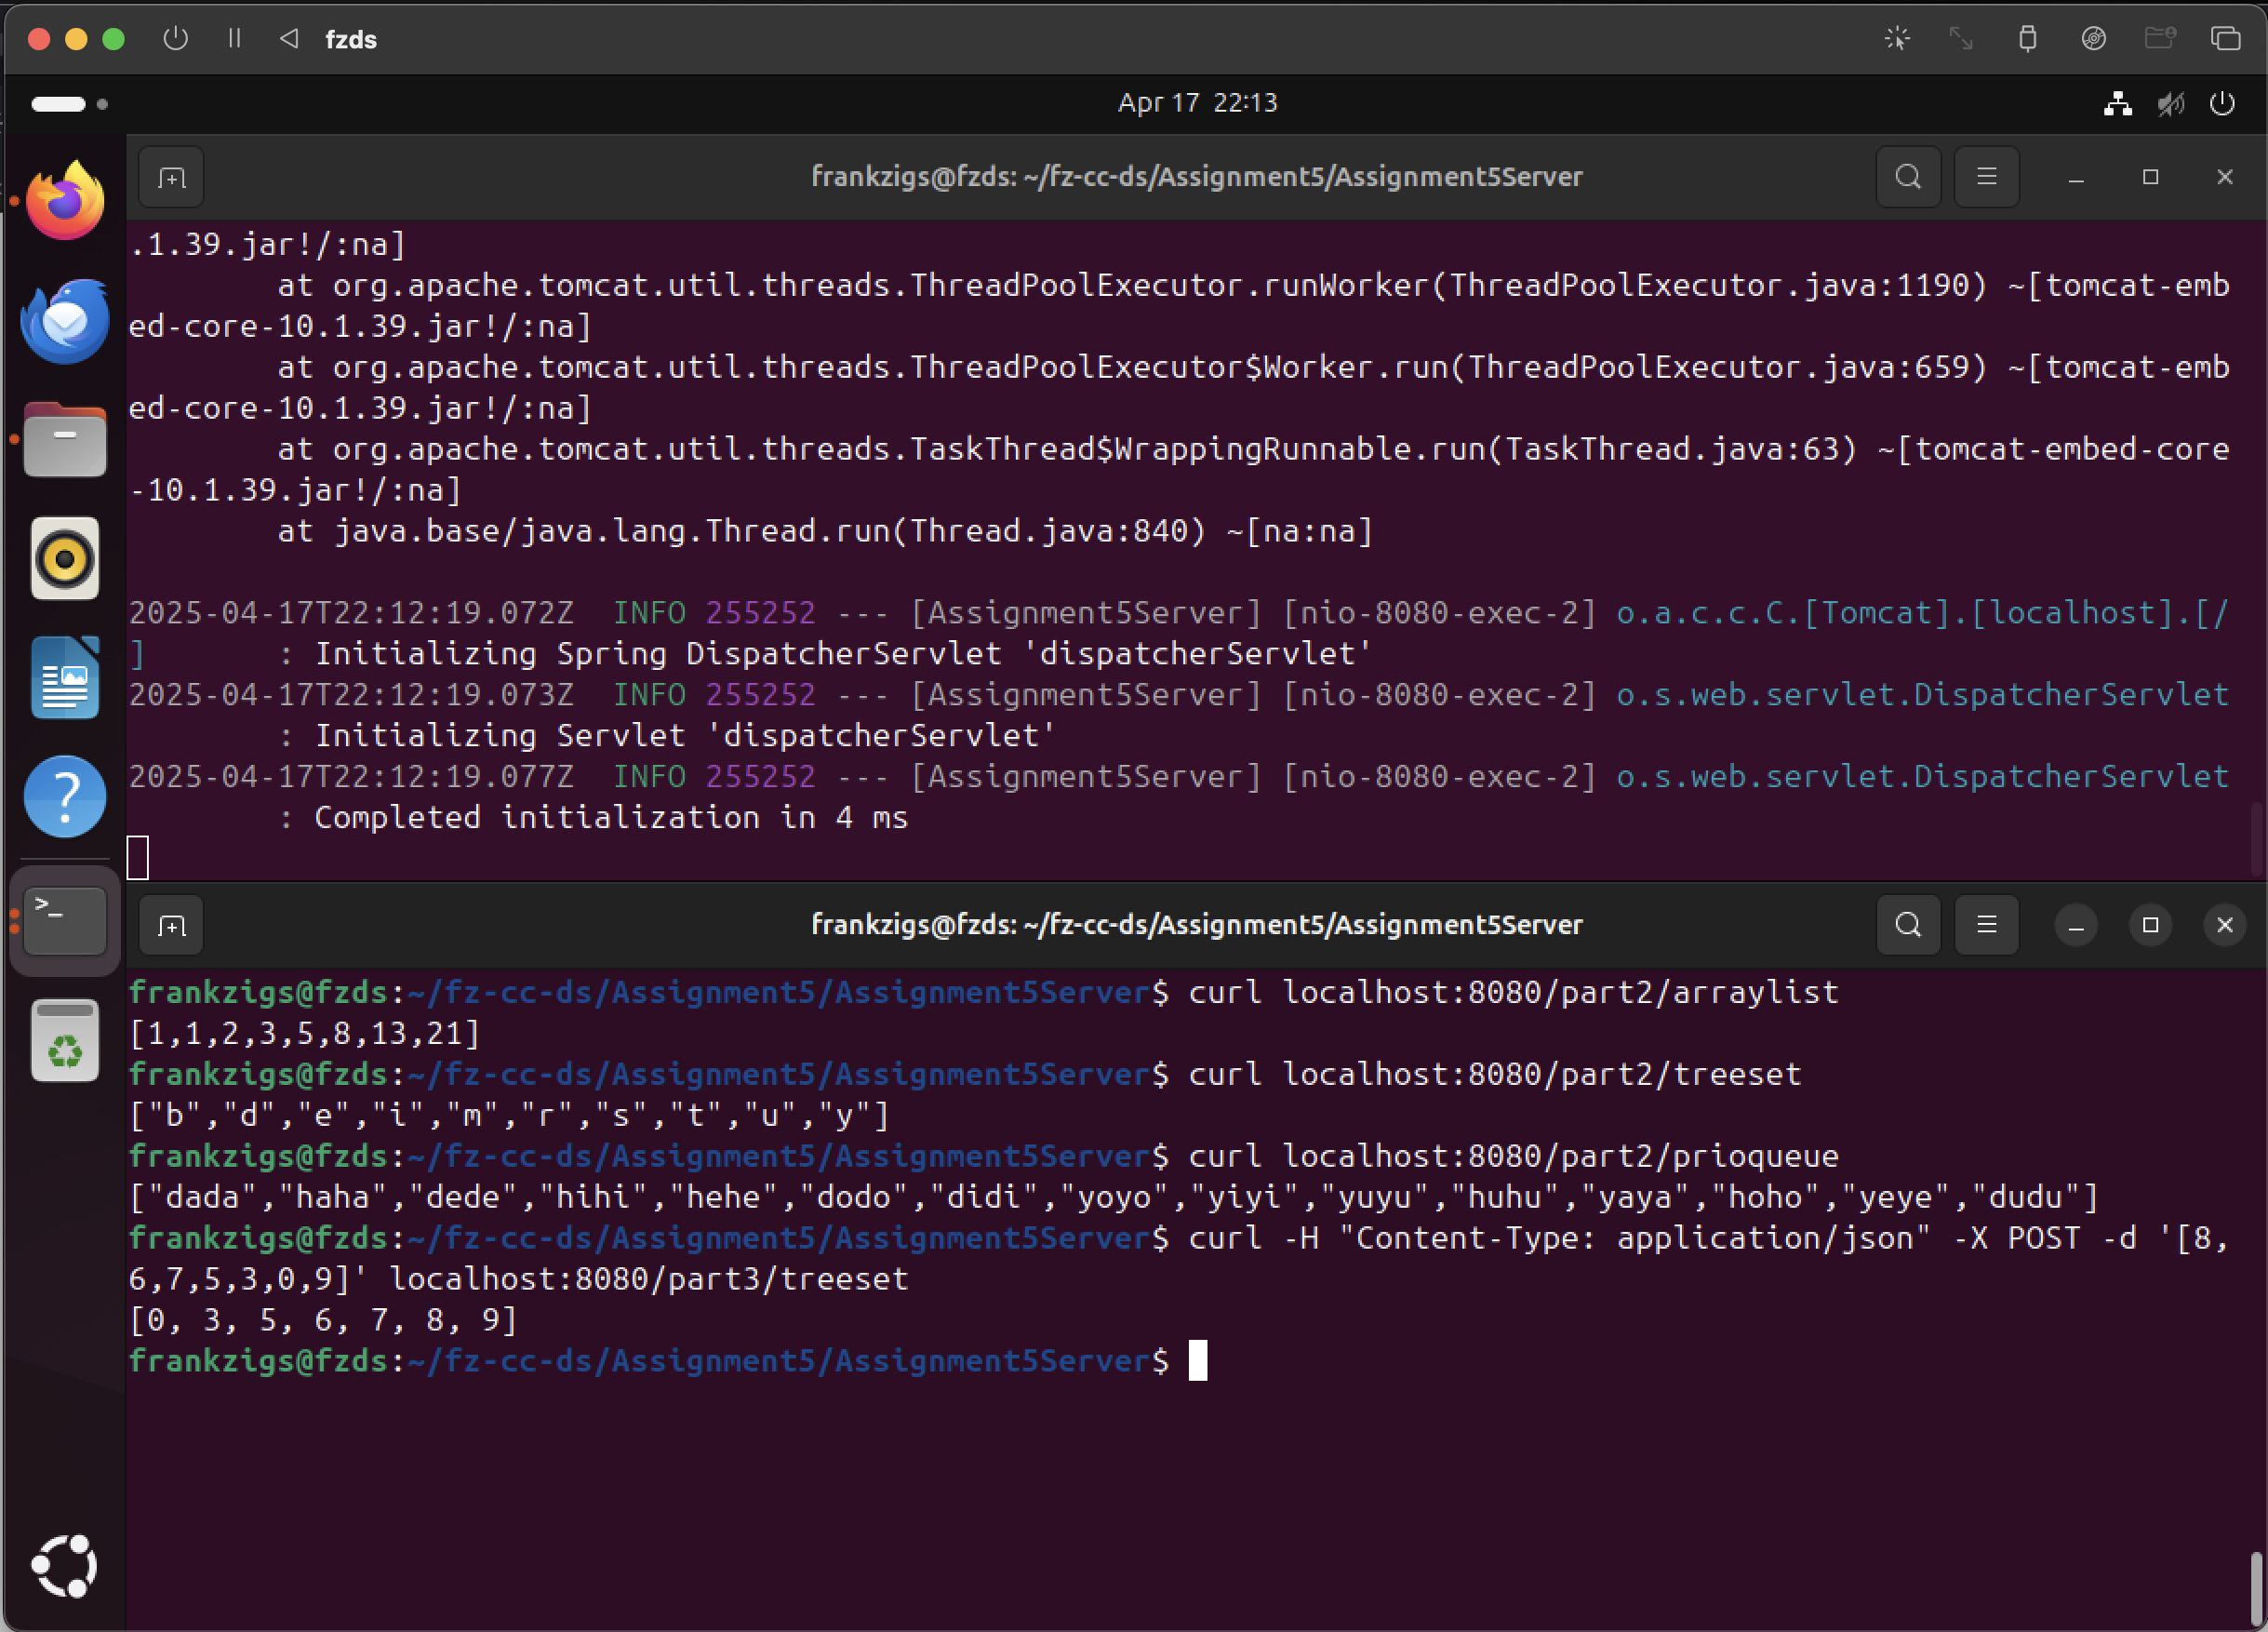 fzds
Apr 17 22:13
frankzigs@fzds: ~/fz-cc-ds/Assignment5/Assignment5Server
.1.39.jar!/:na]
at org.apache.tomcat.util.threads.ThreadPoolExecutor.runWorker(ThreadPoolExecutor.java:1190) ~[tomcat-emb
ed-core-10.1.39.jar!/:na]
at org.apache.tomcat.util.threads.ThreadPoolExecutor$Worker.run(ThreadPoolExecutor.java:659) ~[tomcat-emb
ed-core-10.1.39.jar!/:na]
at org.apache.tomcat.util.threads.TaskThread$WrappingRunnable.run(TaskThread.java:63) ~[tomcat-embed-core
-10.1.39.jar!/:na]
at java.base/java.lang.Thread.run(Thread.java:840) ~[na:na]
2025-04-17T22:12:19.072Z  INFO 255252 --- [Assignment5Server] [nio-8080-exec-2] o.a.c.c.C.[Tomcat].[localhost].[/
]       : Initializing Spring DispatcherServlet 'dispatcherServlet'
2025-04-17T22:12:19.073Z  INFO 255252 --- [Assignment5Server] [nio-8080-exec-2] o.s.web.servlet.DispatcherServlet
: Initializing Servlet 'dispatcherServlet'
2025-04-17T22:12:19.077Z  INFO 255252 --- [Assignment5Server] [nio-8080-exec-2] o.s.web.servlet.DispatcherServlet
: Completed initialization in 4 ms
frankzigs@fzds: ~/fz-cc-ds/Assignment5/Assignment5Server
frankzigs@fzds:~/fz-cc-ds/Assignment5/Assignment5Server$ curl localhost:8080/part2/arraylist
[1,1,2,3,5,8,13,21]
frankzigs@fzds:~/fz-cc-ds/Assignment5/Assignment5Server$ curl localhost:8080/part2/treeset
["b","d","e","i","m","r","s","t","u","y"]
frankzigs@fzds:~/fz-cc-ds/Assignment5/Assignment5Server$ curl localhost:8080/part2/prioqueue
["dada","haha","dede","hihi","hehe","dodo","didi","yoyo","yiyi","yuyu","huhu","yaya","hoho","yeye","dudu"]
frankzigs@fzds:~/fz-cc-ds/Assignment5/Assignment5Server$ curl -H "Content-Type: application/json" -X POST -d '[8,
6,7,5,3,0,9]' localhost:8080/part3/treeset
[0, 3, 5, 6, 7, 8, 9]
frankzigs@fzds:~/fz-cc-ds/Assignment5/Assignment5Server$